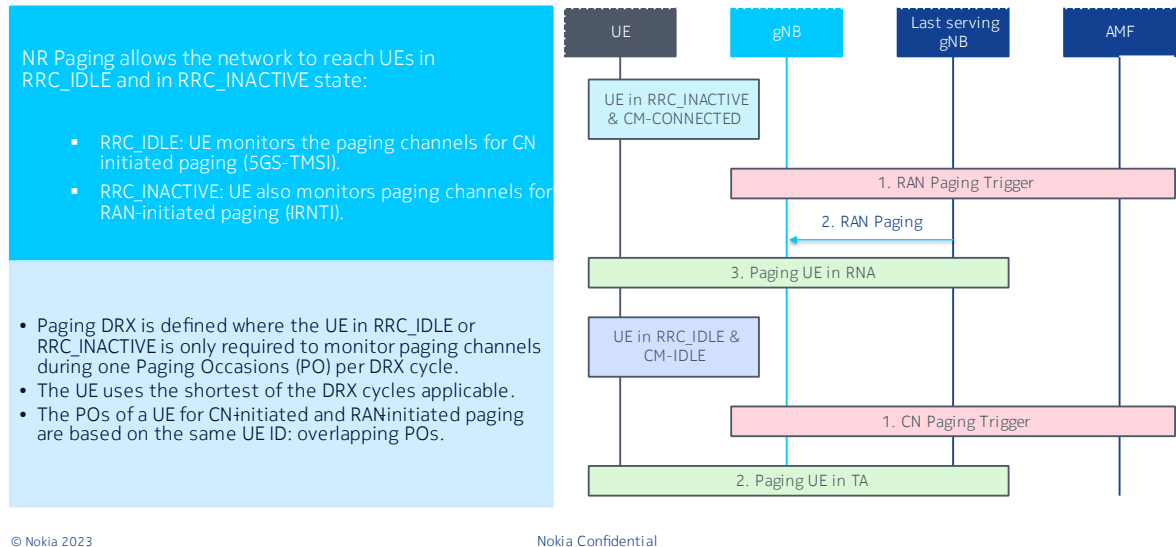 NR Paging allows the network to reach UEs in
RRC_IDLE and in RRC_INACTIVE state:
▪ RRC_IDLE: UE monitors the paging channels for CN
initiated paging (5GS-TMSI).
▪ RRC_INACTIVE: UE also monitors paging channels for
RAN-initiated paging (I-RNTI).
• Paging DRX is defined where the UE in RRC_IDLE or
RRC_INACTIVE is only required to monitor paging channels
during one Paging Occasions (PO) per DRX cycle.
• The UE uses the shortest of the DRX cycles applicable.
• The POs of a UE for CN-initiated and RAN-initiated paging
are based on the same UE ID: overlapping POs.
UE
gNB
Last serving
gNB
AMF
UE in RRC_INACTIVE
& CM-CONNECTED
1. RAN Paging Trigger
2. RAN Paging
3. Paging UE in RNA
UE in RRC_IDLE &
CM-IDLE
1. CN Paging Trigger
2. Paging UE in TA
© Nokia 2023
Nokia Confidential